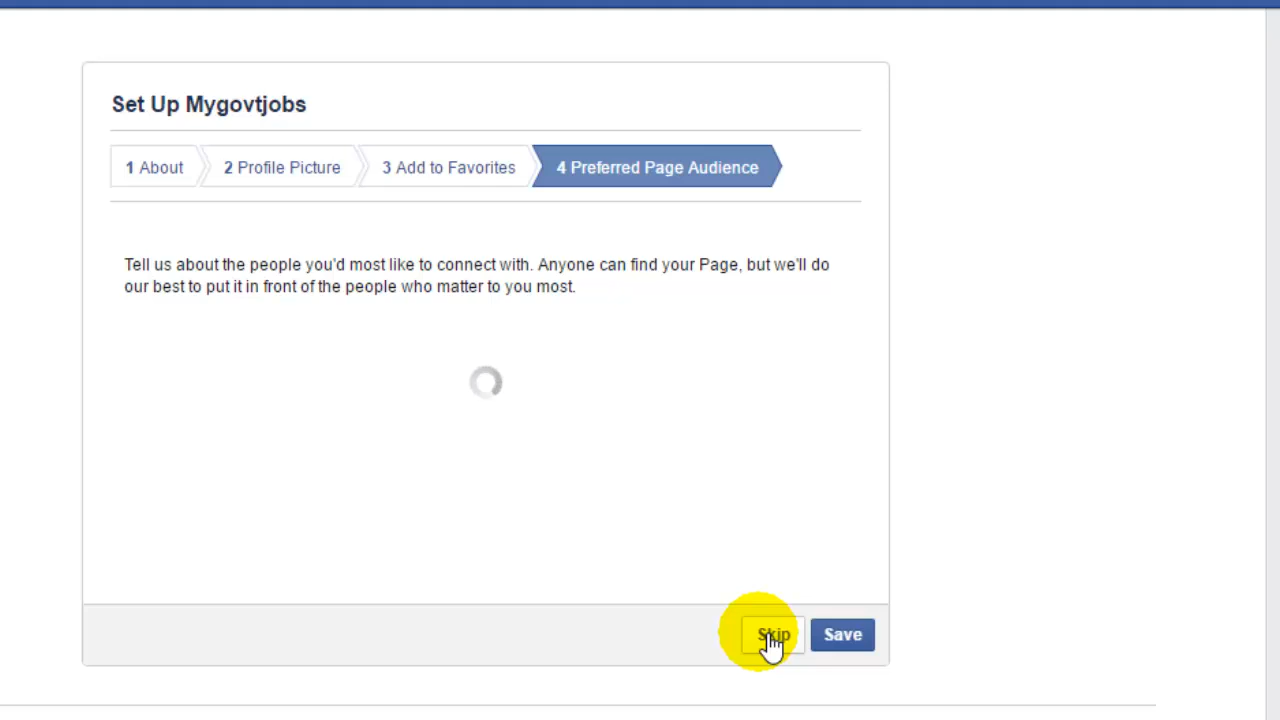 Set Up Mygovtjobs
1 About 2 Profile Picture 3 Add to Favorites 4 Preferred Page Audience
Tell us about the people you'd most like to connect with. Anyone can find your Page, but we'll do
our best to put it in front of the people who matter to you most.
Skip Save